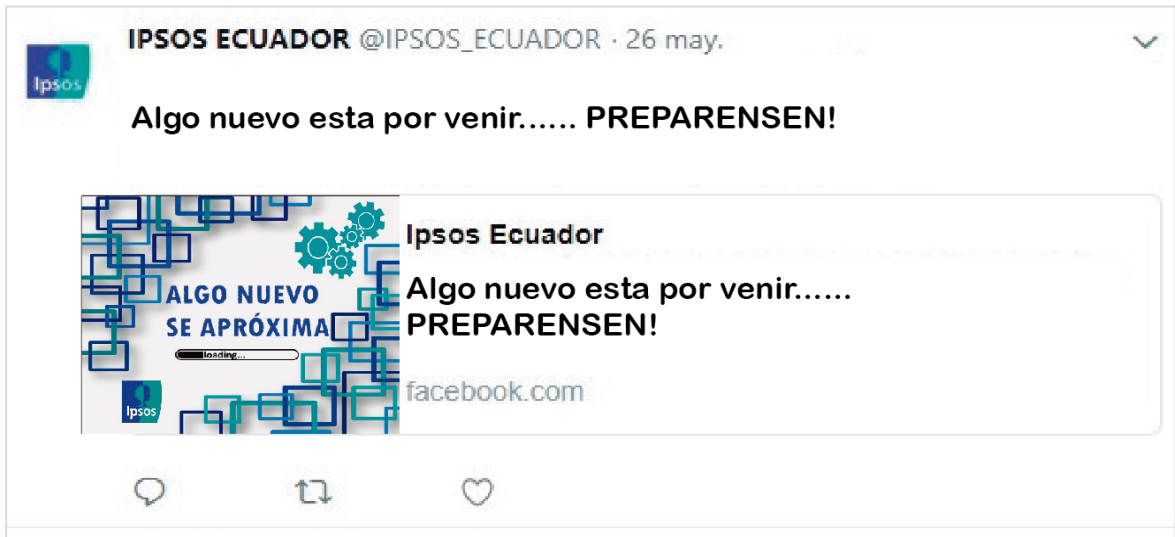 IPSOS ECUADOR @IPSOS_ECUADOR · 26 may.
Ipsos
Algo nuevo esta por venir...... PREPARENSEN!
Ipsos Ecuador
Algo nuevo esta por venir......
PREPARENSEN!
facebook.com
ALGO NUEVO
SE APRÓXIMA
loading...
Ipsos